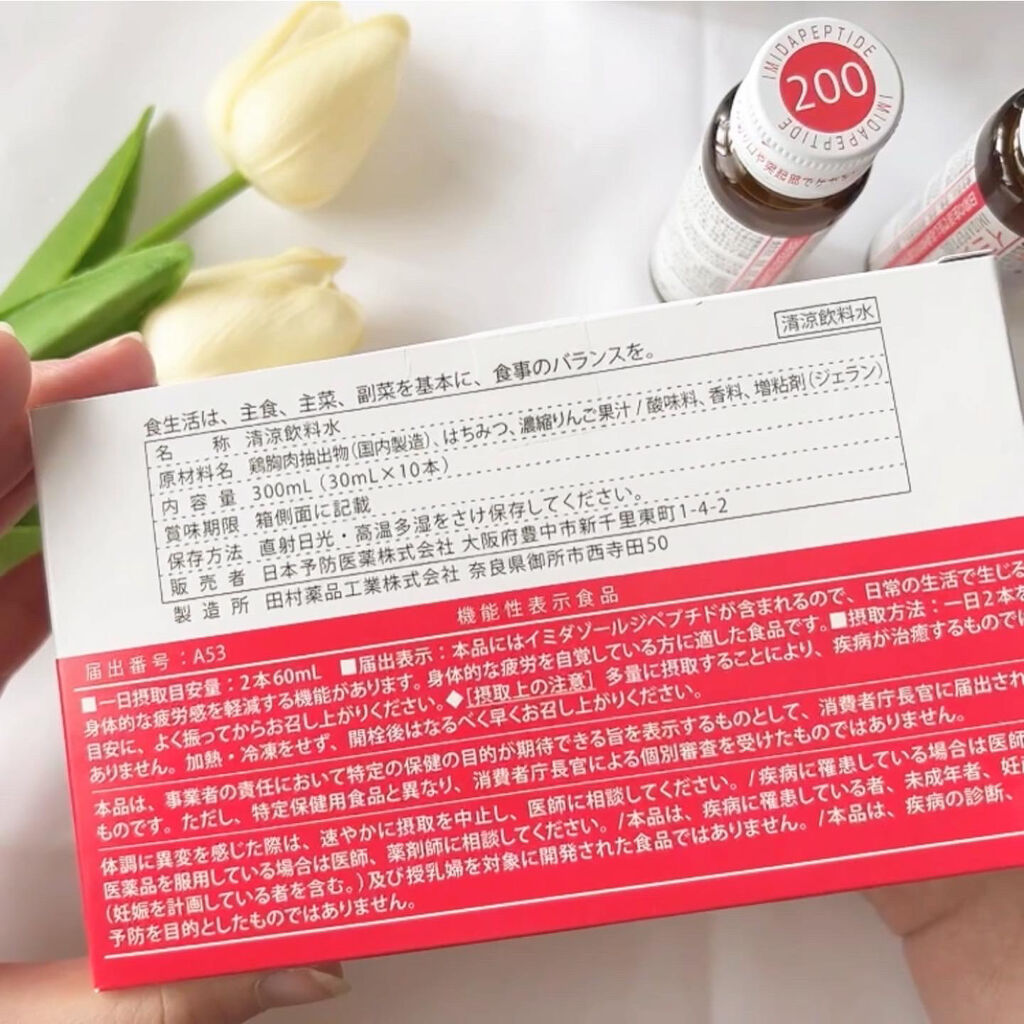 IMIDAPEPTIDE
200
IMIDAPEPTIDE
清涼飲料水
食生活は、主食、主菜、副菜を基本に、食事のバランスを。
名 称 清涼飲料水
原材料名 鶏胸肉抽出物(国内製造)、はちみつ、濃縮りんご果汁 / 酸味料、香料、増粘剤(ジェラン)
内容量 300mL(30mL×10本)
賞味期限 箱側面に記載
保存方法 直射日光・高温多湿をさけ保存してください。
販売者 日本予防医薬株式会社 大阪府豊中市新千里東町1-4-2
製造所 田村薬品工業株式会社 奈良県御所市西寺田50
機能性表示食品
届出番号:A53
■一日摂取目安量:2本60mL ■届出表示:本品にはイミダゾールジペプチドが含まれるので、日常の生活で生じる
身体的な疲労感を軽減する機能があります。身体的な疲労を自覚している方に適した食品です。■摂取方法:一日2本を
目安に、よく振ってからお召し上がりください。◆[摂取上の注意] 多量に摂取することにより、疾病が治癒するものでは
ありません。加熱・冷凍をせず、開栓後はなるべく早くお召し上がりください。
本品は、事業者の責任において特定の保健の目的が期待できる旨を表示するものとして、消費者庁長官に届出され
ものです。ただし、特定保健用食品と異なり、消費者庁長官による個別審査を受けたものではありません。
体調に異変を感じた際は、速やかに摂取を中止し、医師に相談してください。/疾病に罹患している場合は医師
医薬品を服用している場合は医師、薬剤師に相談してください。/本品は、疾病に罹患している者、未成年者、妊産
(妊娠を計画している者を含む。)及び授乳婦を対象に開発された食品ではありません。/本品は、疾病の診断、
予防を目的としたものではありません。